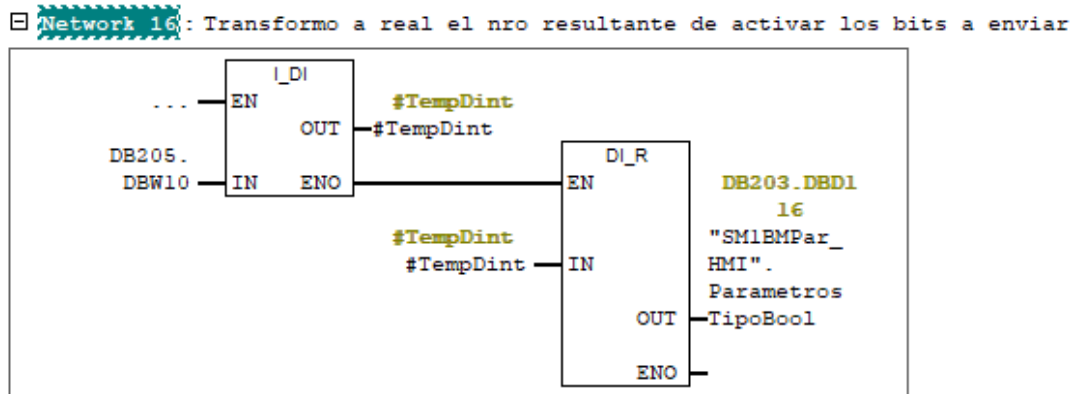 Network 16: Transformo a real el nro resultante de activar los bits a enviar
I_DI
... EN
#TempDint
OUT #TempDint
DB205.
DBW10 IN ENO
DI_R
EN
DB203.DBD1
16
#TempDint
#TempDint IN
"SM1BMPar_
HMI".
Parametros
OUT TipoBool
ENO